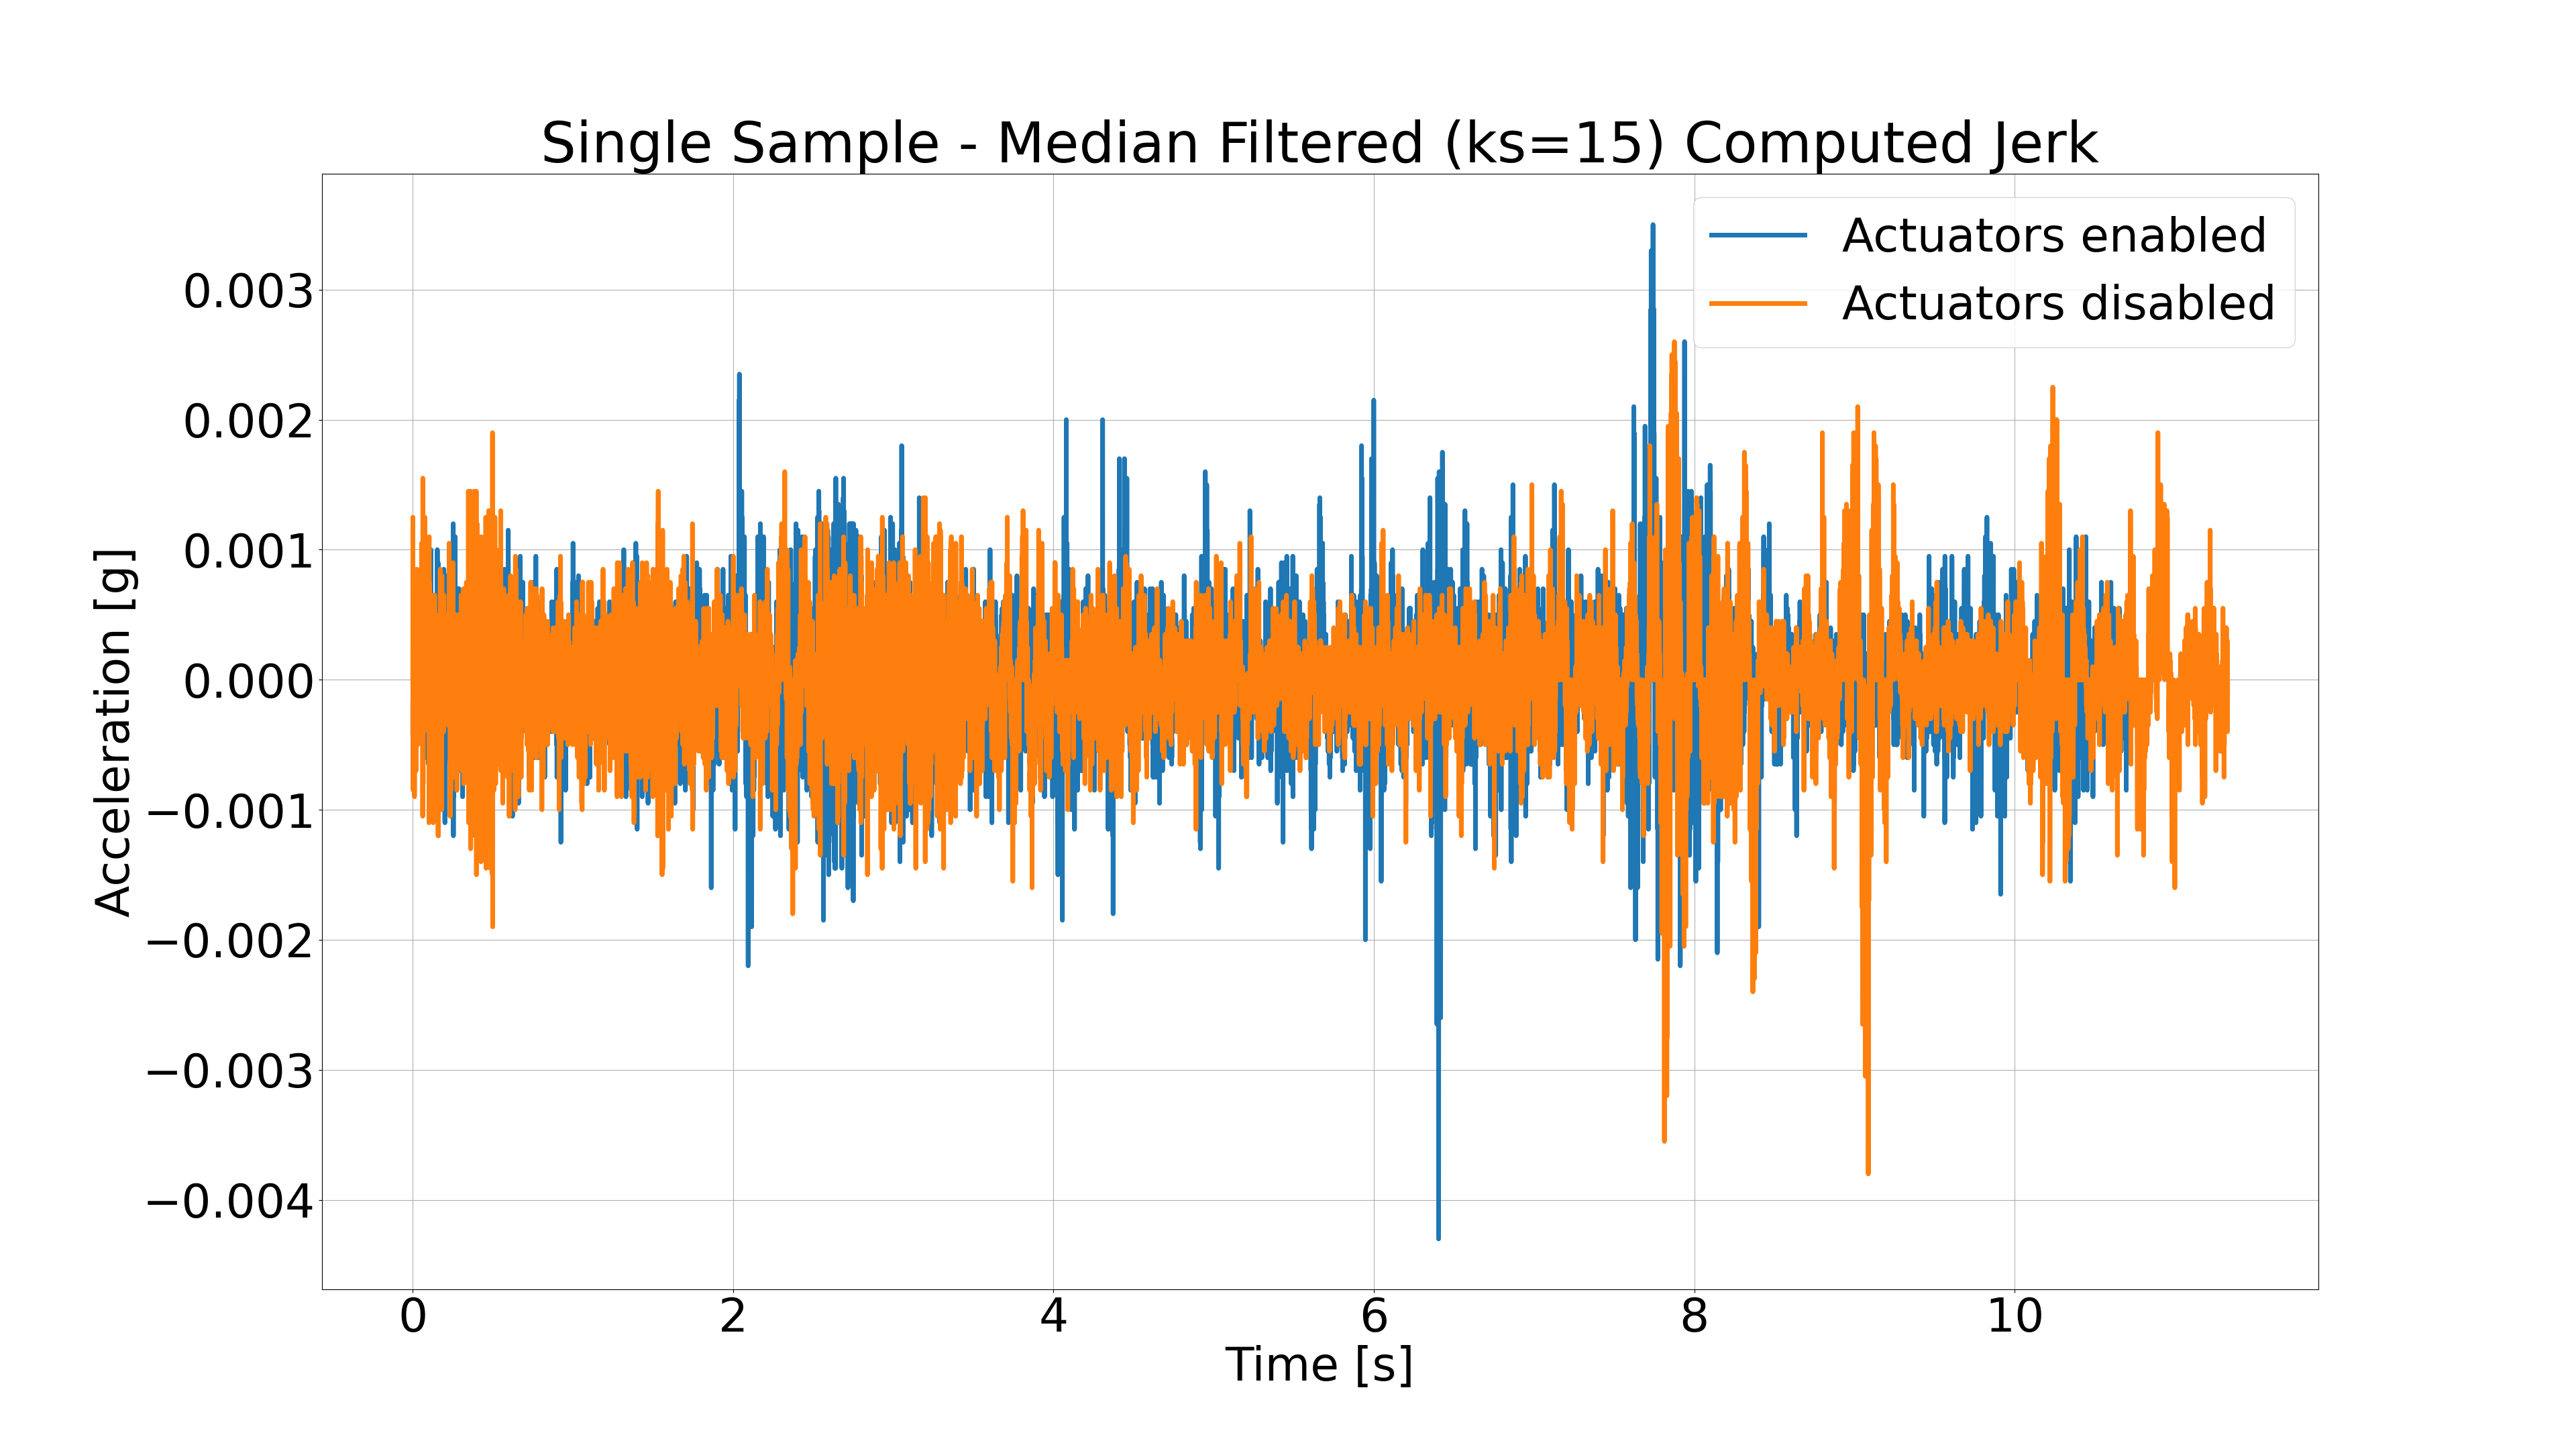 Single Sample - Median Filtered (ks=15) Computed Jerk
Actuators enabled
Actuators disabled
Acceleration [g]
0.003
0.002
0.001
0.000
−0.001
−0.002
−0.003
−0.004
0 2 4 6 8 10
Time [s]